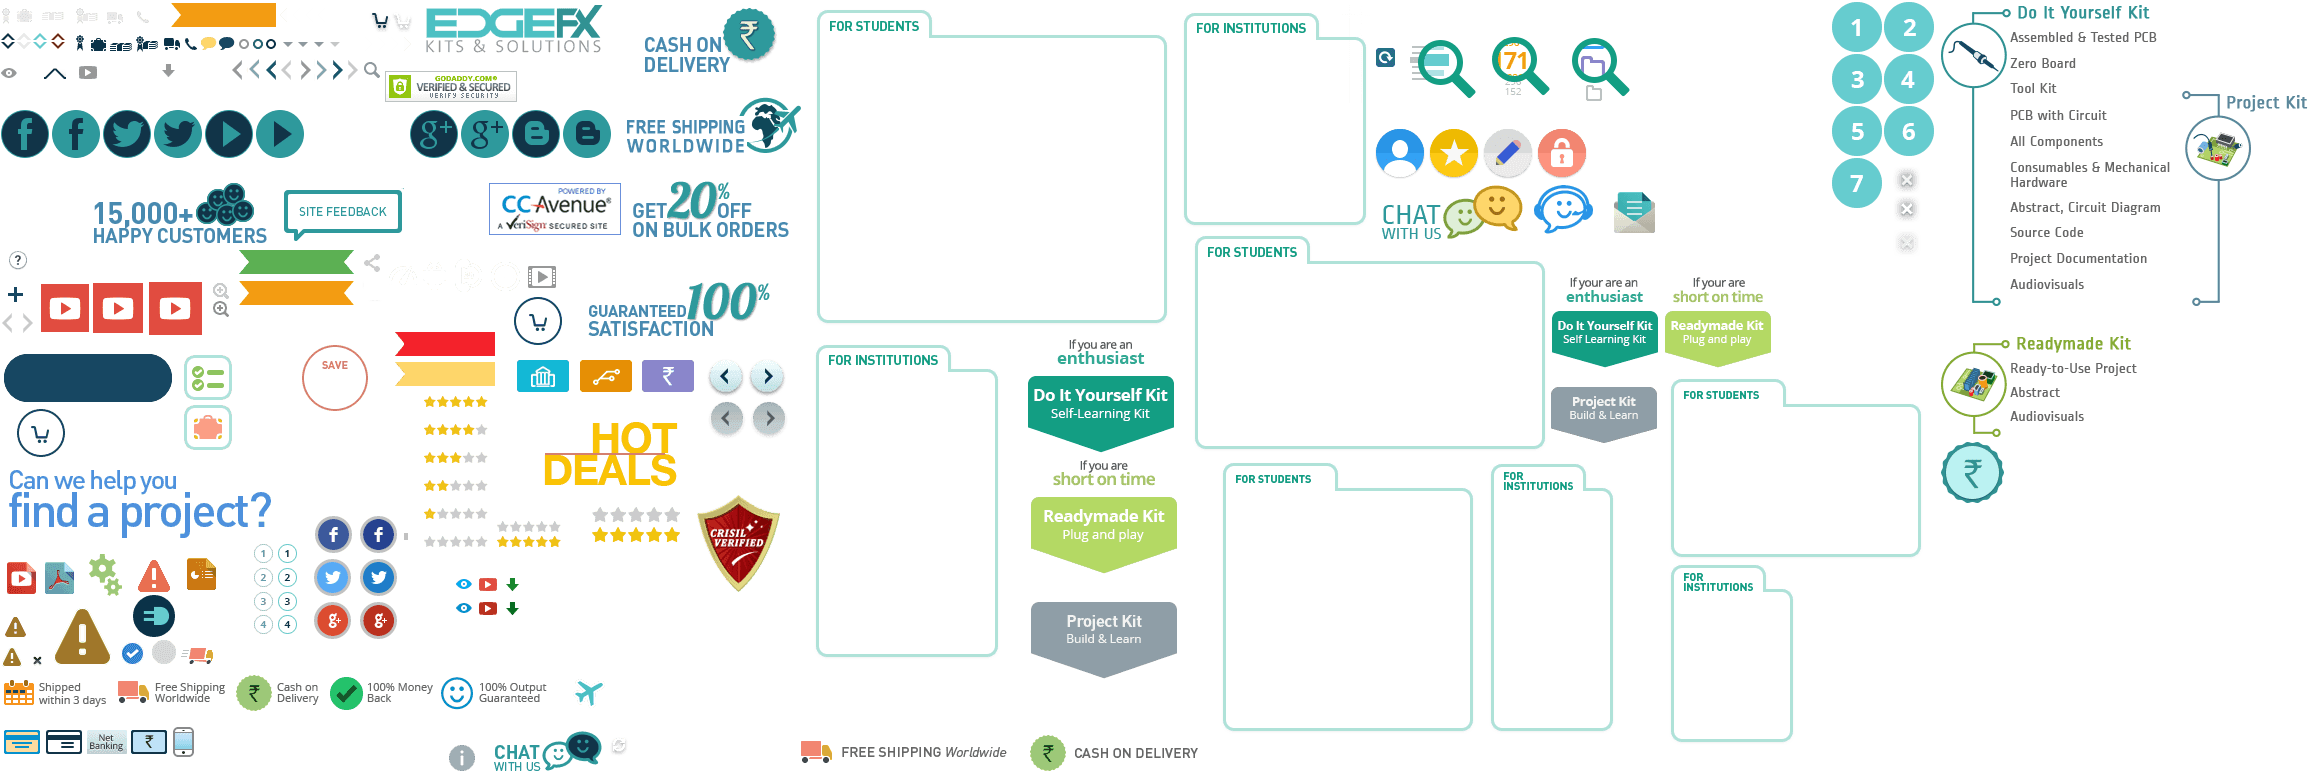 EDGEFX
KITS & SOLUTIONS
CASH ON
DELIVERY
GODADDY.COM®
VERIFIED & SECURED
VERIFY SECURITY
FREE SHIPPING
WORLDWIDE
15,000+
HAPPY CUSTOMERS
SITE FEEDBACK
POWERED BY
CCAvenue®
A VeriSign SECURED SITE
GET 20% OFF
ON BULK ORDERS
?
GUARANTEED 100%
SATISFACTION
SAVE
HOT
DEALS
Can we help you
find a project?
CRISIL
VERIFIED
1 1
2 2
3 3
4 4
Shipped
within 3 days
Free Shipping
Worldwide
Cash on
Delivery
100% Money
Back
100% Output
Guaranteed
Net
Banking
CHAT
WITH US
FOR STUDENTS
FOR INSTITUTIONS
If you are an
enthusiast
Do It Yourself Kit
Self-Learning Kit
If you are
short on time
Readymade Kit
Plug and play
Project Kit
Build & Learn
FREE SHIPPING Worldwide
CASH ON DELIVERY
FOR INSTITUTIONS
71
152
CHAT
WITH US
FOR STUDENTS
If your are an
enthusiast
Do It Yourself Kit
Self Learning Kit
If your are
short on time
Readymade Kit
Plug and play
Project Kit
Build & Learn
FOR STUDENTS
FOR STUDENTS
FOR
INSTITUTIONS
FOR
INSTITUTIONS
1 2
3 4
5 6
7
Do It Yourself Kit
Assembled & Tested PCB
Zero Board
Tool Kit
PCB with Circuit
All Components
Consumables & Mechanical
Hardware
Abstract, Circuit Diagram
Source Code
Project Documentation
Audiovisuals
Project Kit
Readymade Kit
Ready-to-Use Project
Abstract
Audiovisuals